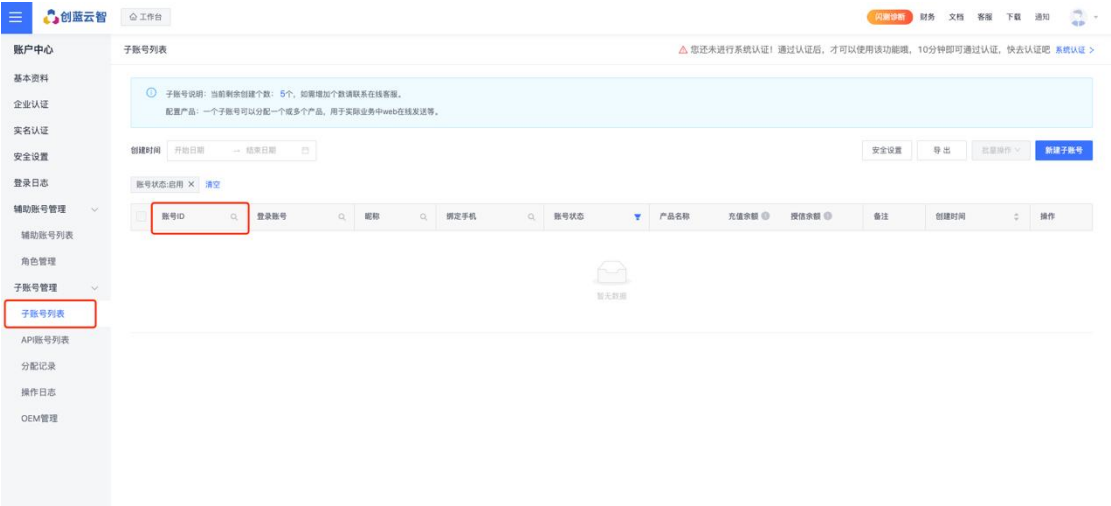 创蓝云智 工作台 闪测诊断 财务 文档 客服 下载 通知
账户中心
基本资料
企业认证
实名认证
安全设置
登录日志
辅助账号管理
辅助账号列表
角色管理
子账号管理
子账号列表
API账号列表
分配记录
操作日志
OEM管理
子账号列表 您还未进行系统认证！通过认证后，才可以使用该功能哦，10分钟即可通过认证，快去认证吧 系统认证 >
子账号说明：当前剩余创建个数： 5个，如需增加个数请联系在线客服。
配置产品：一个子账号可以分配一个或多个产品，用于实际业务中web在线发送等。
创建时间 开始日期 → 结束日期 安全设置 导出 批量操作 新建子账号
账号状态:启用 × 清空
账号ID 登录账号 昵称 绑定手机 账号状态 产品名称 充值余额 授信余额 备注 创建时间 操作
暂无数据